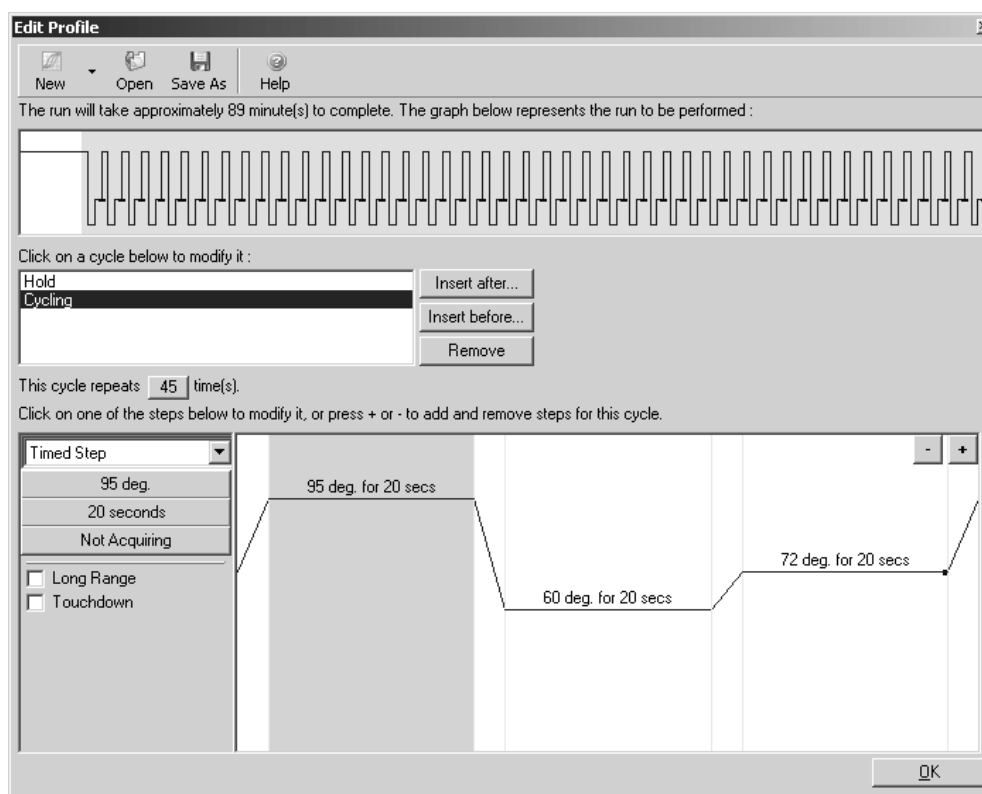 Edit Profile
New Open Save As Help
The run will take approximately 89 minute(s) to complete. The graph below represents the run to be performed :
Click on a cycle below to modify it :
Hold
Cycling
Insert after...
Insert before...
Remove
This cycle repeats 45 time(s).
Click on one of the steps below to modify it, or press + or - to add and remove steps for this cycle.
Timed Step
- +
95 deg.
20 seconds
Not Acquiring
Long Range
Touchdown
95 deg. for 20 secs
60 deg. for 20 secs
72 deg. for 20 secs
OK